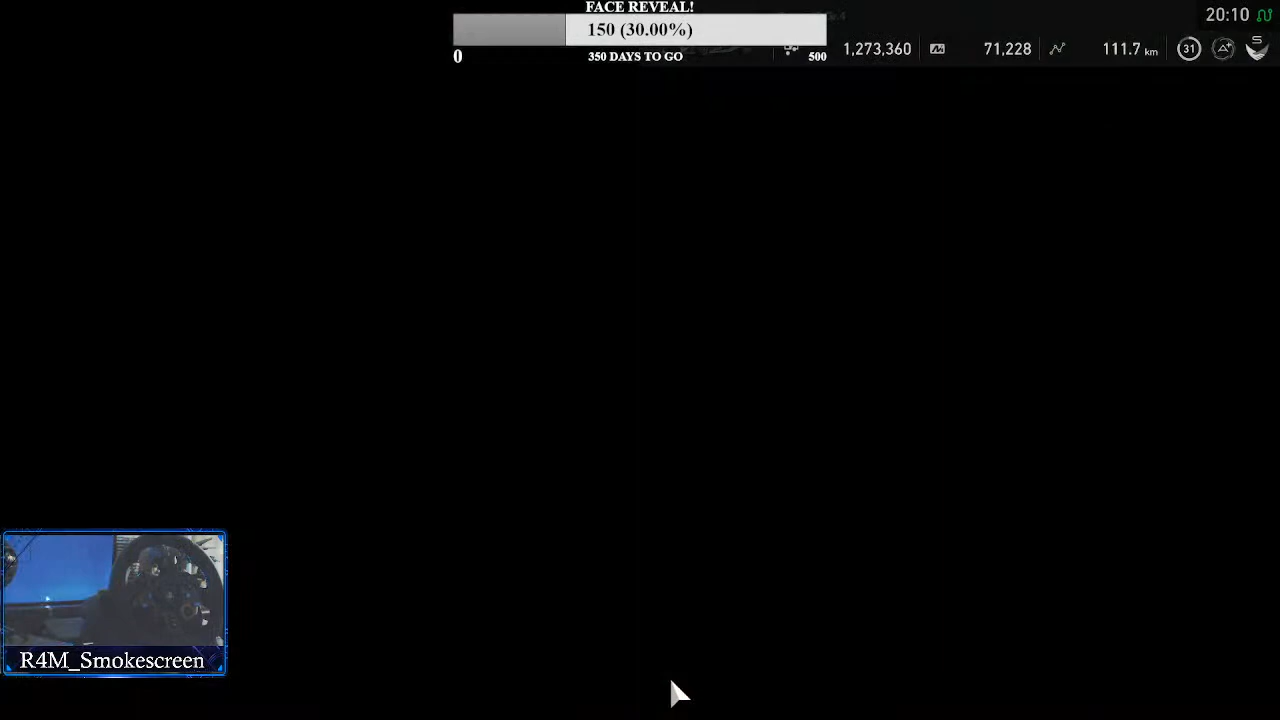 FACE REVEAL!
150 (30.00%)
0 350 DAYS TO GO 500
20:10
1,273,360 71,228 111.7 km 31 S
R4M_Smokescreen